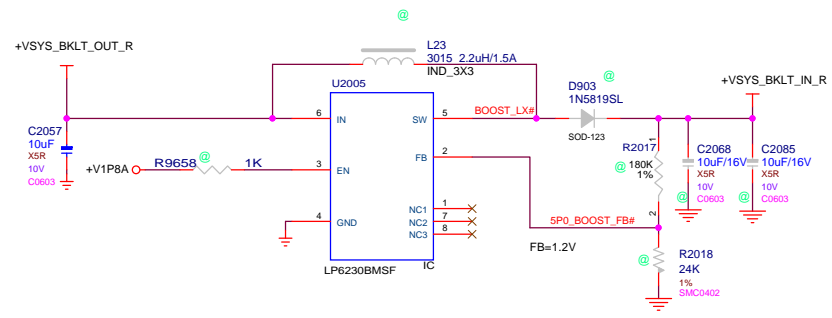 @
+VSYS_BKLT_OUT_R
L23
3015 2.2uH/1.5A
IND_3X3
U2005
D903
@
1N5819SL
+VSYS_BKLT_IN_R
6
IN
SW
5
BOOST_LX#
SOD-123
C2057
10uF
X5R
10V
C0603
+V1P8A
R9658
@
1K
3
EN
FB
2
R2017
1
180K
1%
@
2
C2068
10uF/16V
X5R
10V
@
C0603
C2085
10uF/16V
X5R
10V
@
C0603
4
GND
NC1
1
NC2
7
NC3
8
5P0_BOOST_FB#
FB=1.2V
LP6230BMSF
IC
@
R2018
24K
1%
SMC0402